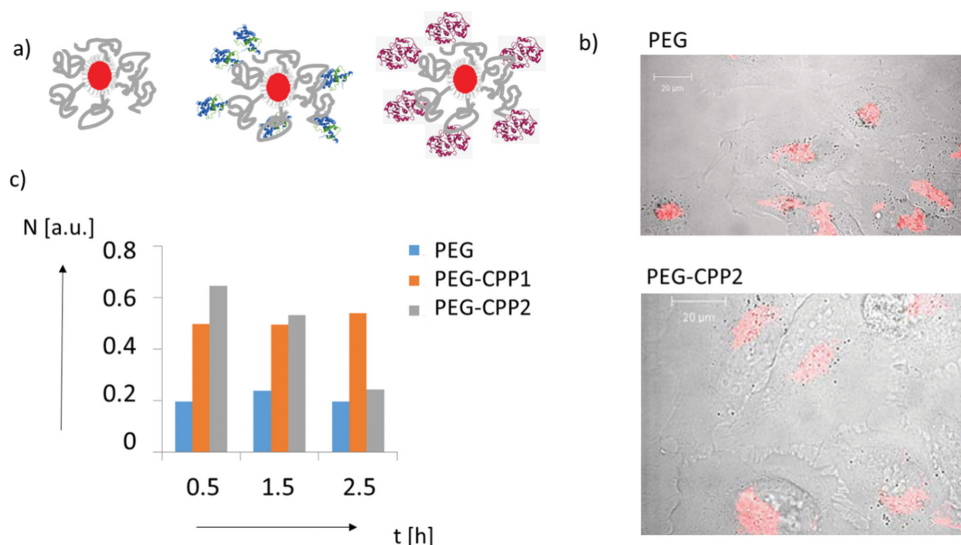 a)
b)
PEG
20 μm
PEG-CPP2
20 μm
c)
N [a.u.]
0.8
0.6
0.4
0.2
0
PEG
PEG-CPP1
PEG-CPP2
0.5 1.5 2.5
t [h]